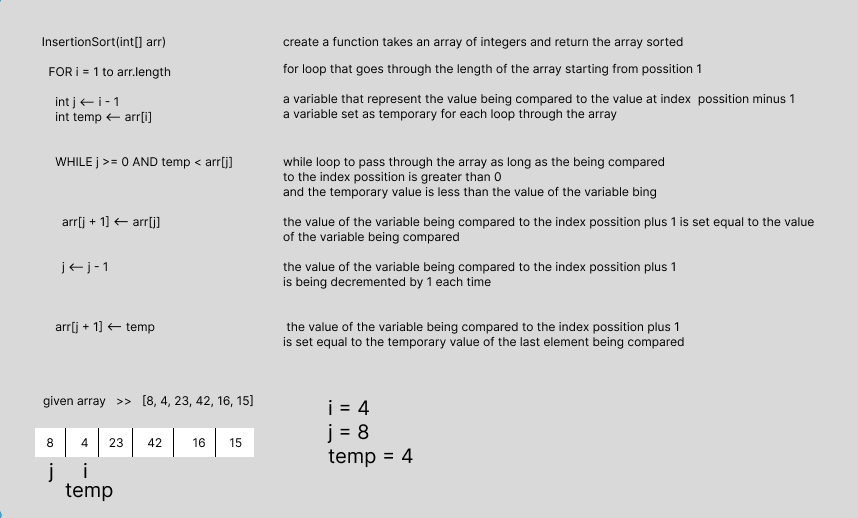 InsertionSort(int[] arr)
create a function takes an array of integers and return the array sorted
FOR i = 1 to arr.length
for loop that goes through the length of the array starting from possition 1
int j <-- i - 1
a variable that represent the value being compared to the value at index  possition minus 1
int temp <-- arr[i]
a variable set as temporary for each loop through the array
WHILE j >= 0 AND temp < arr[j]
while loop to pass through the array as long as the being compared
to the index possition is greater than 0
and the temporary value is less than the value of the variable bing
arr[j + 1] <-- arr[j]
the value of the variable being compared to the index possition plus 1 is set equal to the value
of the variable being compared
j <-- j - 1
the value of the variable being compared to the index possition plus 1
is being decremented by 1 each time
arr[j + 1] <-- temp
the value of the variable being compared to the index possition plus 1
is set equal to the temporary value of the last element being compared
given array >> [8, 4, 23, 42, 16, 15]
8 4 23 42 16 15
j i
temp
i = 4
j = 8
temp = 4